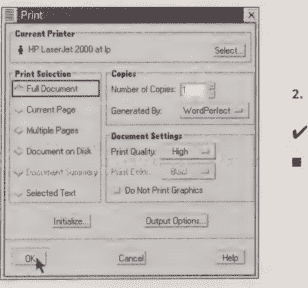 Print
Current Printer
HP LaserJet 2000 at lp
Select...
Print Selection
Full Document
Current Page
Multiple Pages
Document on Disk
Document Summary
Selected Text
Copies
Number of Copies: 1
Generated By: WordPerfect
Document Settings
Print Quality: High
Print Color: Black
Do Not Print Graphics
Initialize...
Output Options...
OK
Cancel
Help
2.